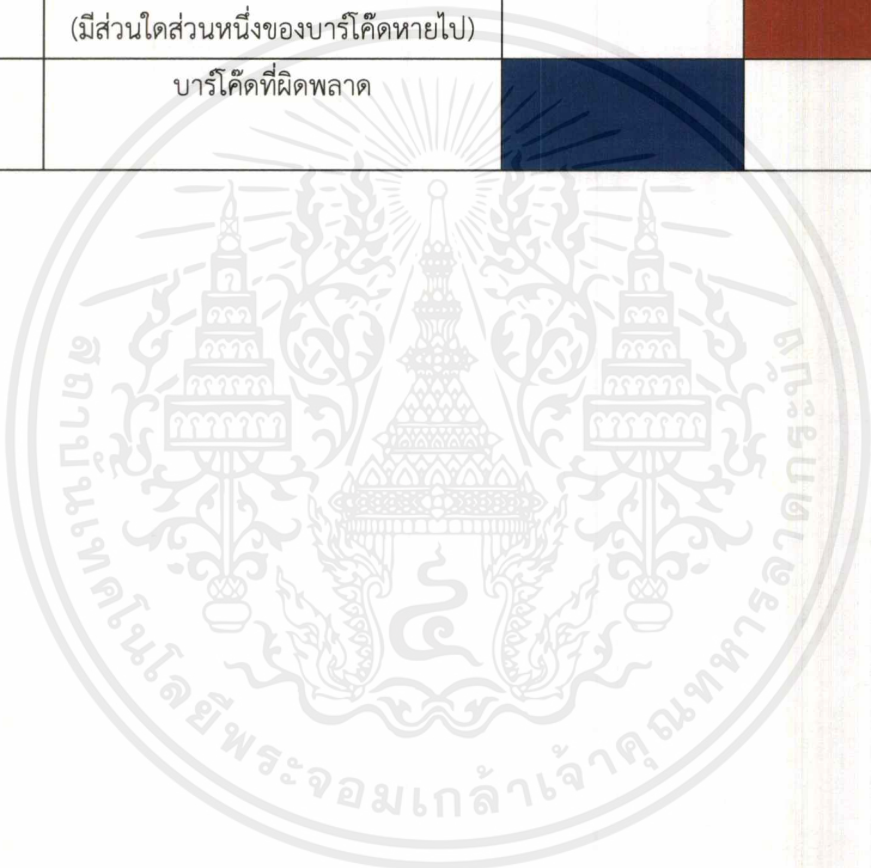 (มีส่วนใดส่วนหนึ่งของบาร์โค๊ดหายไป)
บาร์โค๊ดที่ผิดพลาด
สถาบันเทคโนโลยีพระจอมเกล้าเจ้าคุณทหารลาดกระบัง